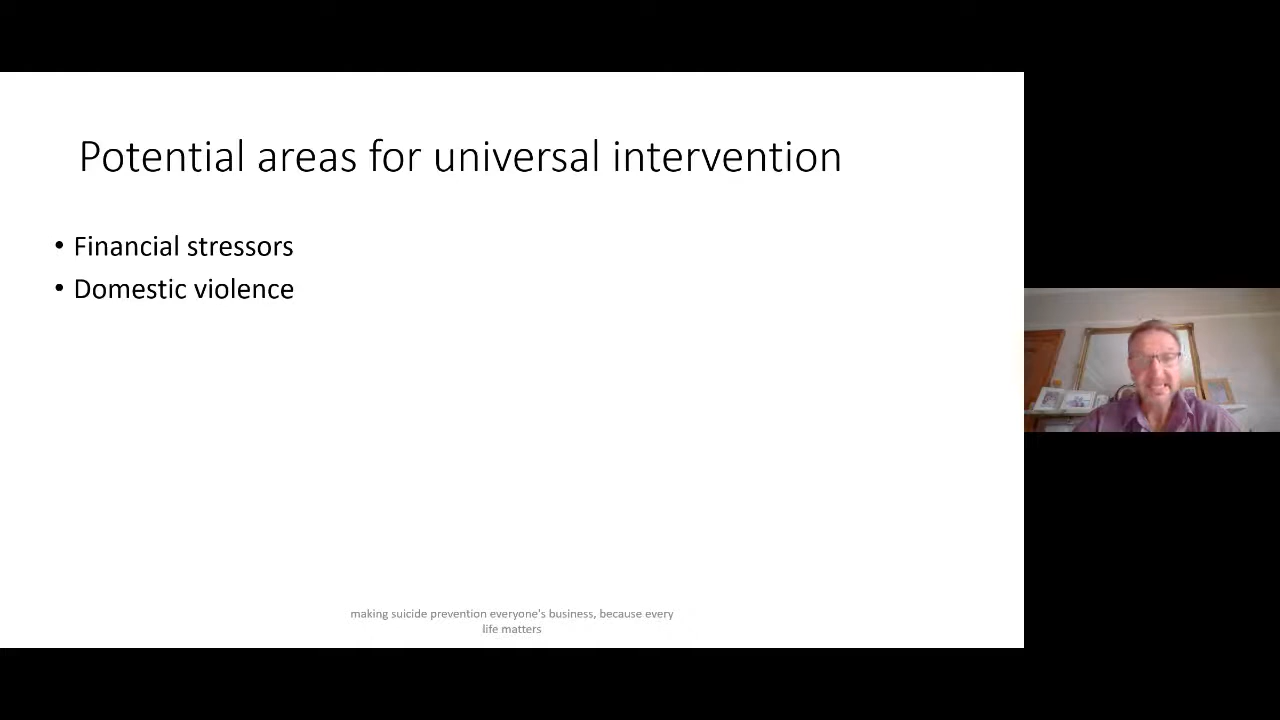 Potential areas for universal intervention
• Financial stressors
• Domestic violence
making suicide prevention everyone's business, because every
life matters